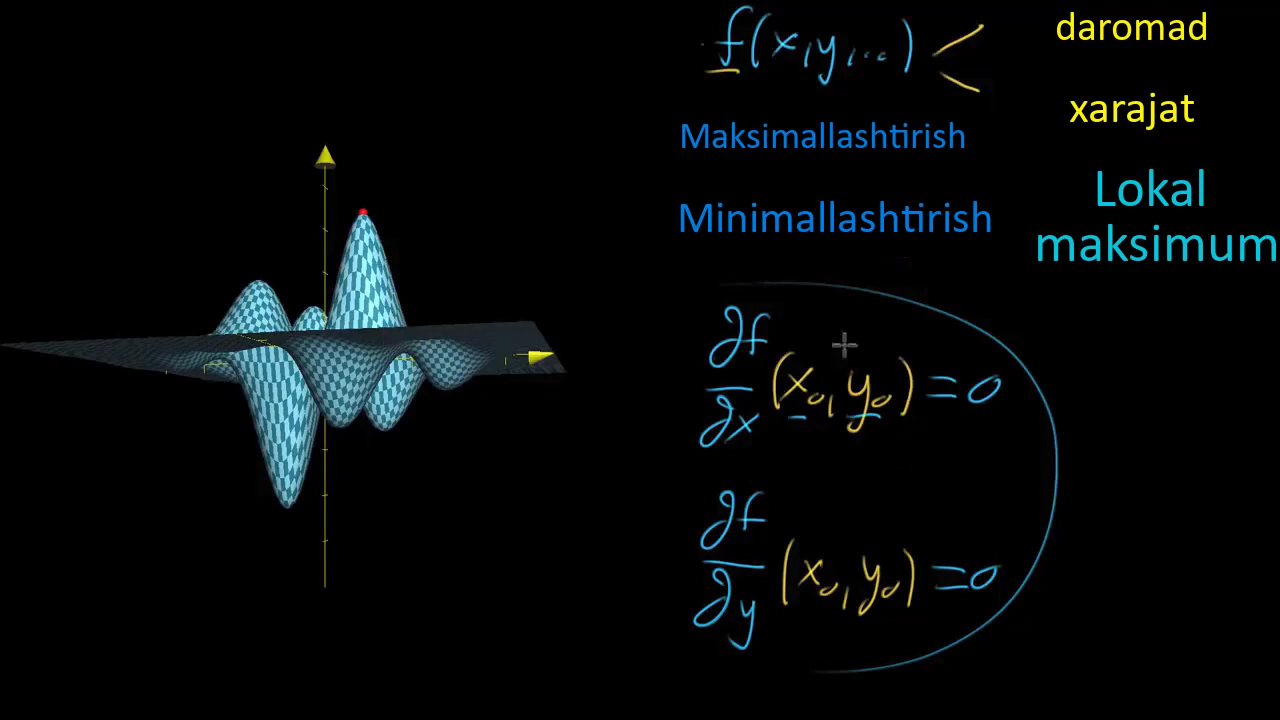 f(x,y,...) <
daromad
xarajat
Maksimallashtirish
Minimallashtirish
Lokal
maksimum
∂f/∂x (x₀,y₀) = 0
∂f/∂y (x₀,y₀) = 0